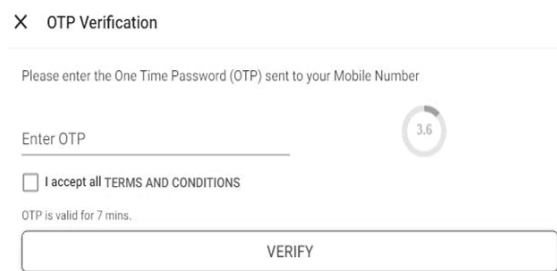 X OTP Verification
Please enter the One Time Password (OTP) sent to your Mobile Number
3.6
Enter OTP
I accept all TERMS AND CONDITIONS
OTP is valid for 7 mins.
VERIFY